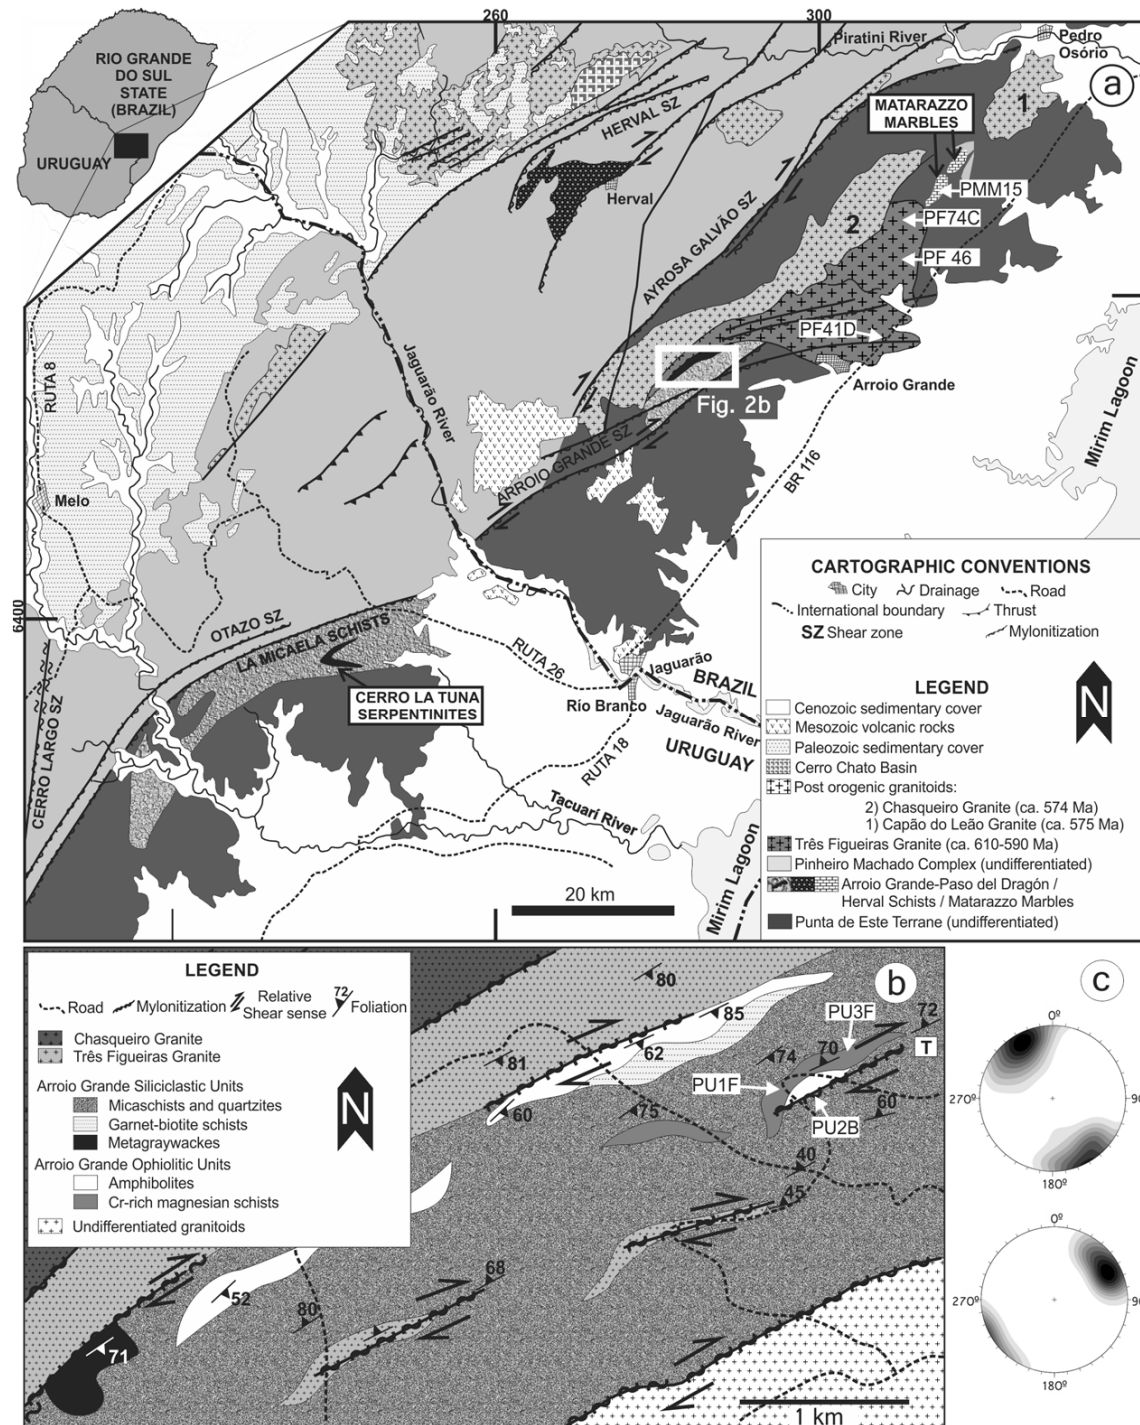 260
300
RIO GRANDE
DO SUL
STATE
(BRAZIL)
URUGUAY
Piratini River
Pedro
Osório
a
HERVAL SZ
MATARAZZO
MARBLES
1
Herval
PMM15
PF74C
2
PF 46
AYROSA GALVÃO SZ
PF41D
RUTA 8
Jaguarão River
Arroio Grande
Fig. 2b
Mirim Lagoon
ARROIO GRANDE SZ
BR 116
Melo
6400
OTAZO SZ
LA MICAELA SCHISTS
RUTA 26
Jaguarão
BRAZIL
CERRO LA TUNA
SERPENTINITES
Río Branco
Jaguarão River
URUGUAY
CERRO LARGO SZ
RUTA 18
Tacuarí River
Mirim Lagoon
20 km
CARTOGRAPHIC CONVENTIONS
City
Drainage
Road
International boundary
Thrust
SZ Shear zone
Mylonitization
LEGEND
N
Cenozoic sedimentary cover
Mesozoic volcanic rocks
Paleozoic sedimentary cover
Cerro Chato Basin
Post orogenic granitoids:
2) Chasqueiro Granite (ca. 574 Ma)
1) Capão do Leão Granite (ca. 575 Ma)
Três Figueiras Granite (ca. 610-590 Ma)
Pinheiro Machado Complex (undifferentiated)
Arroio Grande-Paso del Dragón /
Herval Schists / Matarazzo Marbles
Punta de Este Terrane (undifferentiated)
LEGEND
Road
Mylonitization
Relative
Shear sense
72
Foliation
Chasqueiro Granite
Três Figueiras Granite
Arroio Grande Siliciclastic Units
Micaschists and quartzites
Garnet-biotite schists
Metagraywackes
Arroio Grande Ophiolitic Units
Amphibolites
Cr-rich magnesian schists
Undifferentiated granitoids
N
b
80
85
PU3F
72
62
74
70
T
81
PU1F
60
75
PU2B
60
40
45
68
52
80
71
1 km
c
0º
270º
90
180º
0º
270º
90
180º